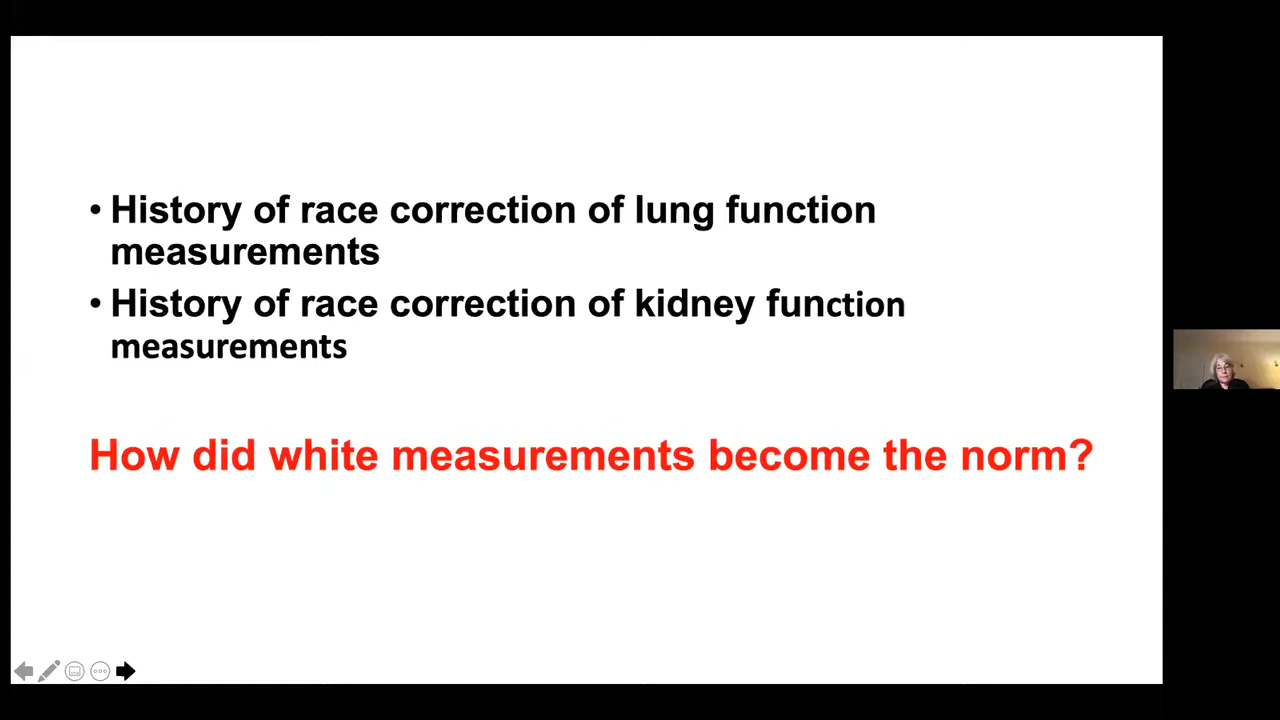 • History of race correction of lung function
measurements
• History of race correction of kidney function
measurements
How did white measurements become the norm?